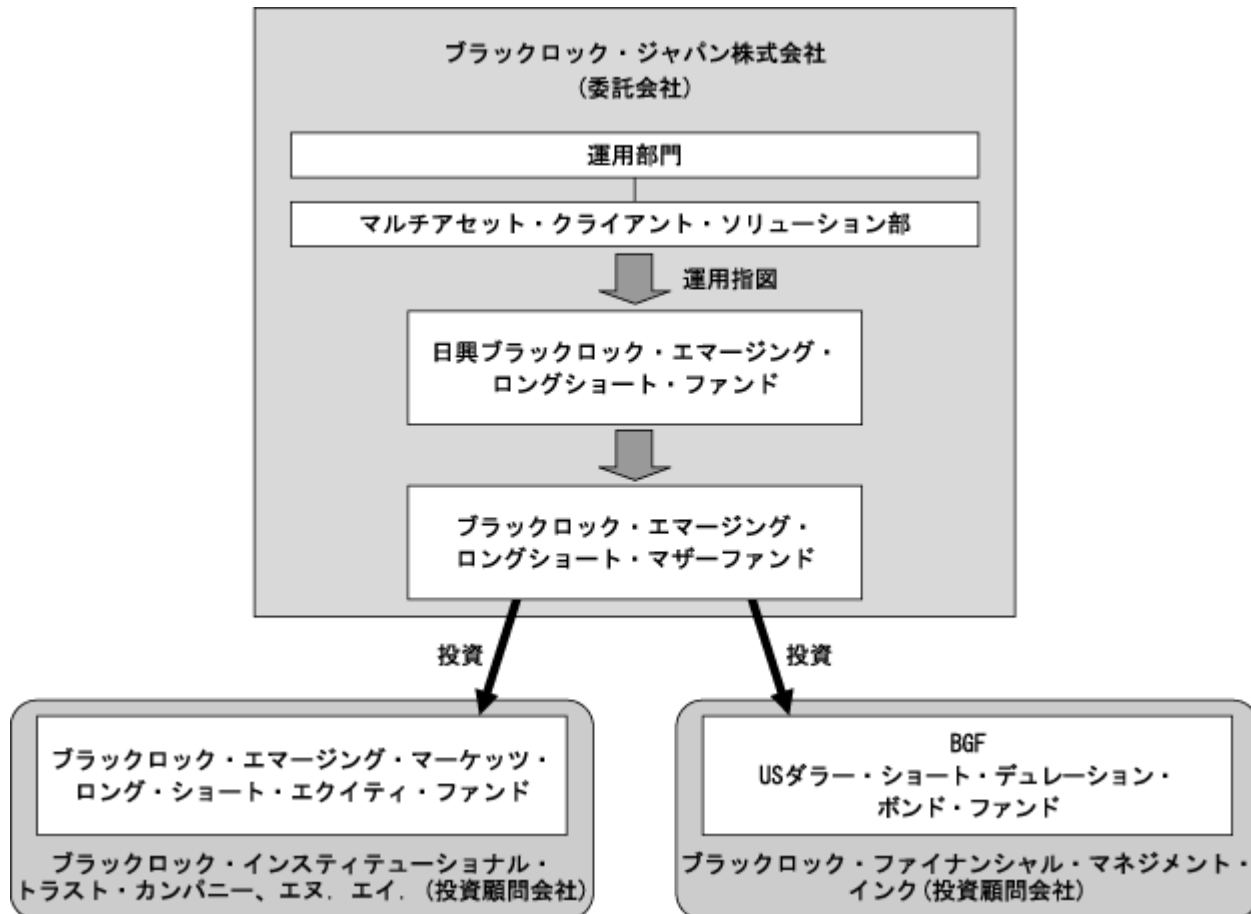 ブラックロック・ジャパン株式会社
(委託会社)
運用部門
マルチアセット・クライアント・ソリューション部
運用指図
日興ブラックロック・エマージング・
ロングショート・ファンド
ブラックロック・エマージング・
ロングショート・マザーファンド
投資
投資
ブラックロック・エマージング・マーケッツ・
ロング・ショート・エクイティ・ファンド
ブラックロック・インスティテューショナル・
トラスト・カンパニー、エヌ．エイ．(投資顧問会社)
BGF
USダラー・ショート・デュレーション・
ボンド・ファンド
ブラックロック・ファイナンシャル・マネジメント・
インク(投資顧問会社)